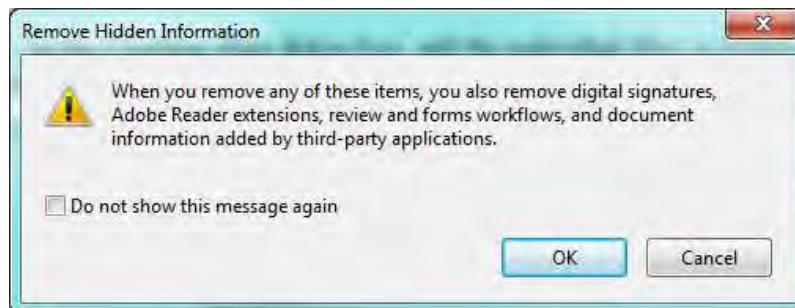 Remove Hidden Information
When you remove any of these items, you also remove digital signatures,
Adobe Reader extensions, review and forms workflows, and document
information added by third-party applications.
Do not show this message again
OK
Cancel